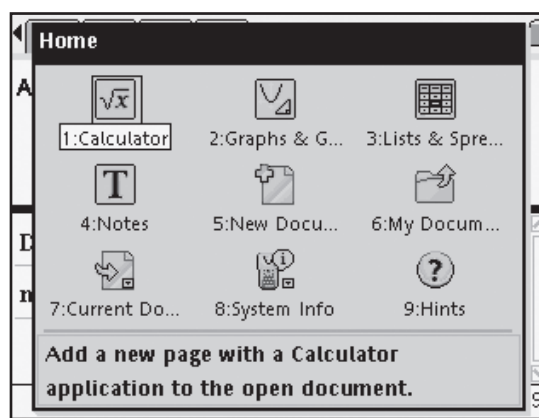 Home
A
√x
1:Calculator
2:Graphs & G...
3:Lists & Spre...
T
4:Notes
5:New Docu...
6:My Docum...
7:Current Do...
8:System Info
9:Hints
Add a new page with a Calculator
application to the open document.